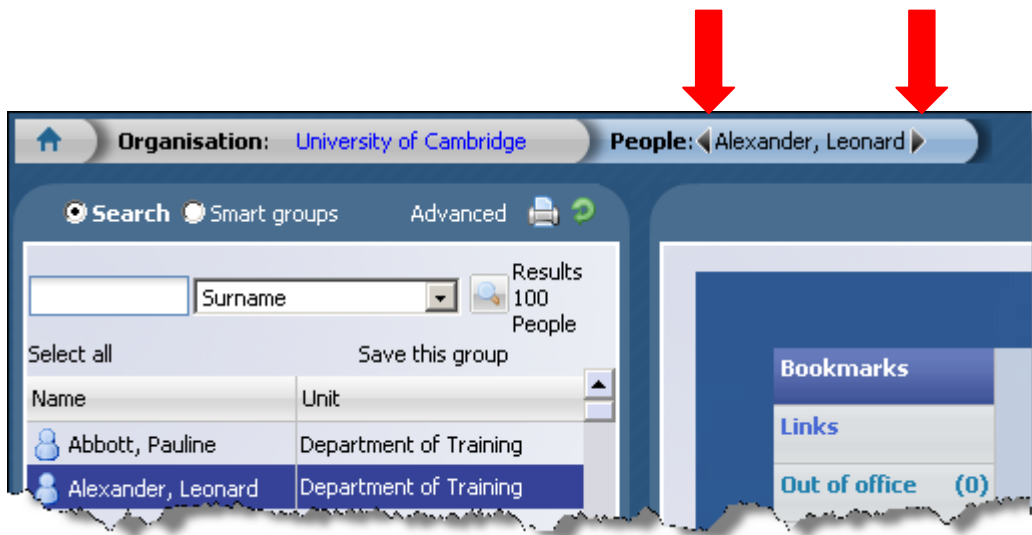 Organisation: University of Cambridge People: Alexander, Leonard
Search Smart groups Advanced
Surname
Results
100
People
Select all Save this group
Name Unit
Abbott, Pauline Department of Training
Alexander, Leonard Department of Training
Bookmarks
Links
Out of office (0)